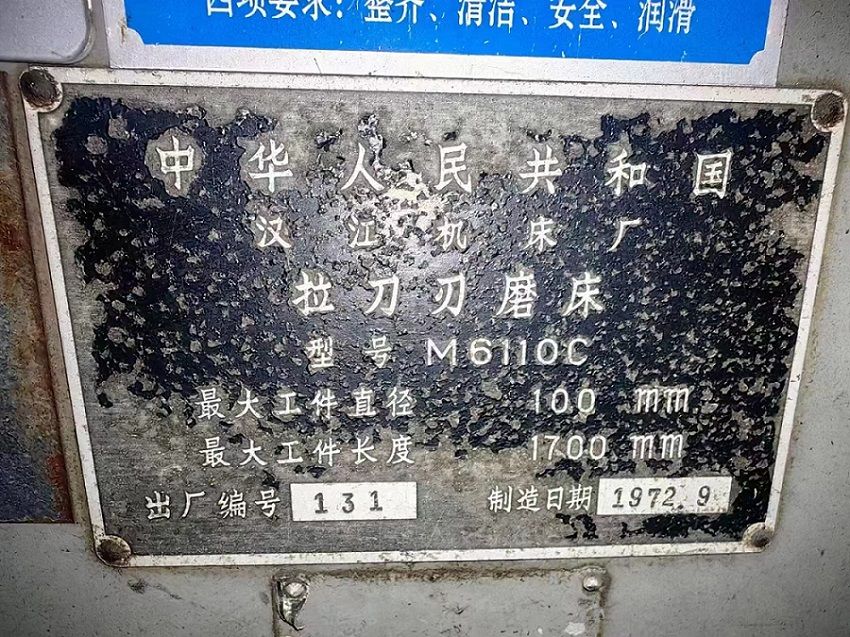 四项要求：整齐、清洁、安全、润滑
中华人民共和国
汉江机床厂
拉刀刃磨床
型号 M6110C
最大工件直径 100 mm
最大工件长度 1700 mm
出厂编号 131 制造日期 1972.9